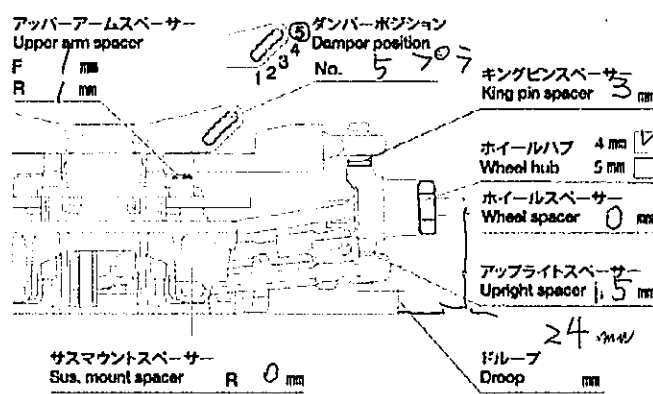 アッパーアームスペーサー
Upper arm spacer
F 1 mm
R 1 mm
⑤
4
3
2
1
ダンパーポジション
Damper position
No. 5 プラ
キングピンスペーサー
King pin spacer 3 mm
ホイールハブ 4 mm
Wheel hub 5 mm
ホイールスペーサー
Wheel spacer 0 mm
アップライトスペーサー
Upright spacer 1.5 mm
24 mm
ドループ
Droop mm
サスマウントスペーサー
Sus. mount spacer R 0 mm